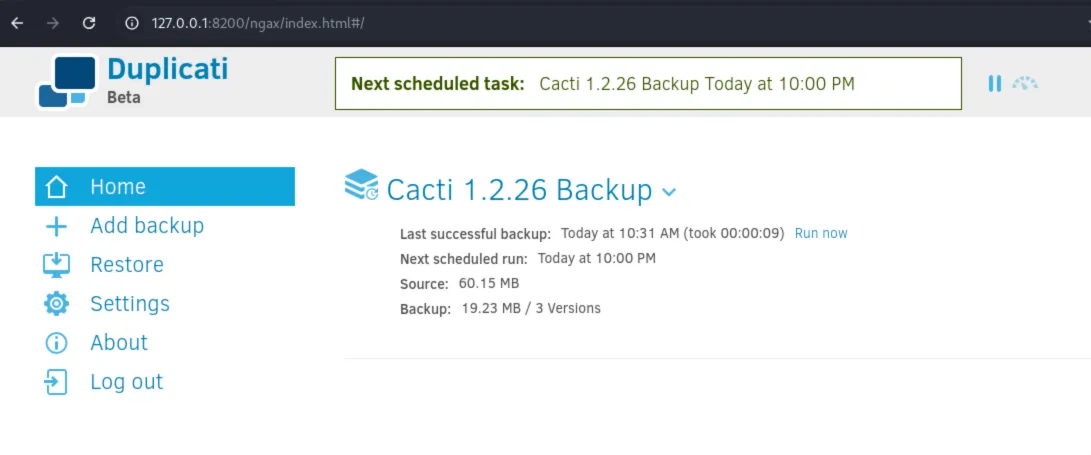 127.0.0.1:8200/ngax/index.html#/
Duplicati
Beta
Next scheduled task: Cacti 1.2.26 Backup Today at 10:00 PM
Home
Add backup
Restore
Settings
About
Log out
Cacti 1.2.26 Backup
Last successful backup: Today at 10:31 AM (took 00:00:09) Run now
Next scheduled run: Today at 10:00 PM
Source: 60.15 MB
Backup: 19.23 MB / 3 Versions